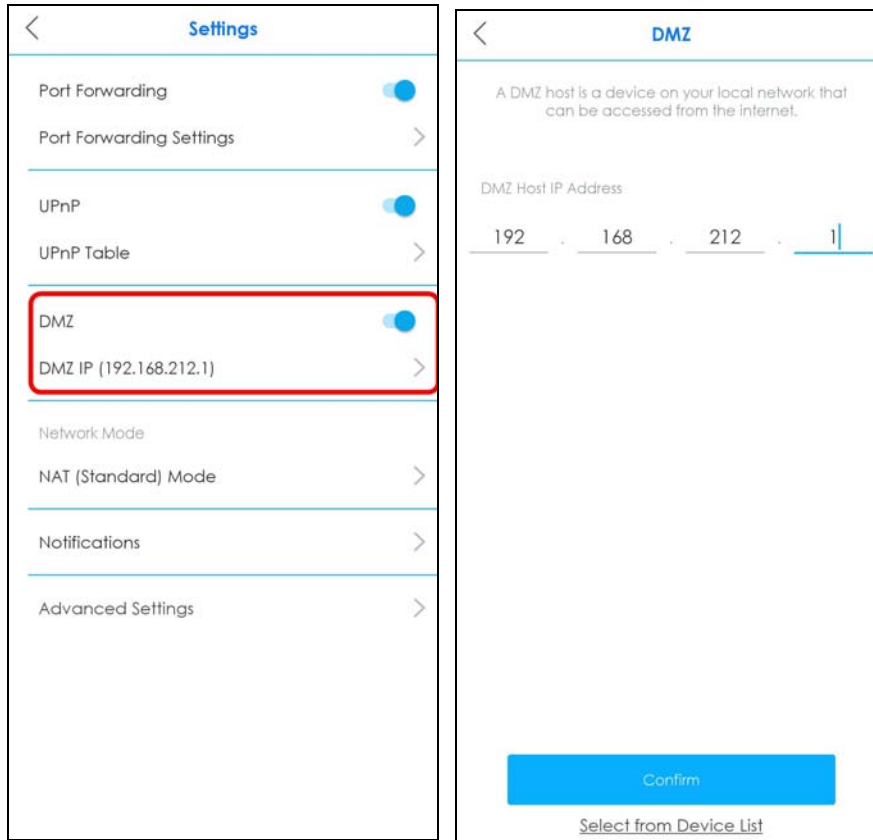 Settings
Port Forwarding
Port Forwarding Settings
UPnP
UPnP Table
DMZ
DMZ IP (192.168.212.1)
Network Mode
NAT (Standard) Mode
Notifications
Advanced Settings
DMZ
A DMZ host is a device on your local network that
can be accessed from the internet.
DMZ Host IP Address
192 . 168 . 212 . 1
Confirm
Select from Device List